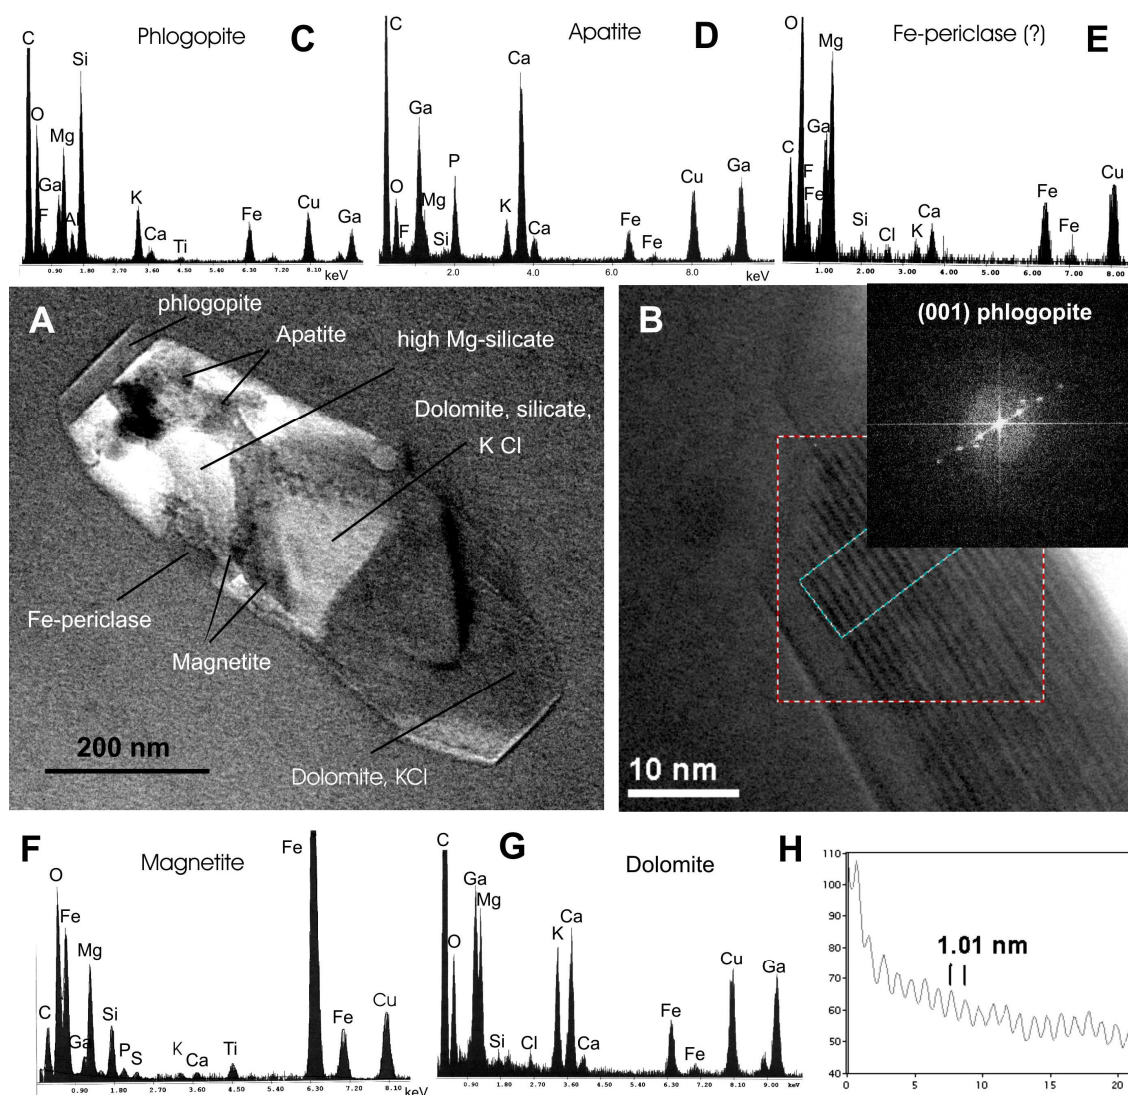 Phlogopite C
C
Si
O
Mg
Ga
F
Al
K
Ca
Ti
Fe
Cu
Ga
0.90 1.80 2.70 3.60 4.50 5.40 6.30 7.20 8.10
keV
Apatite D
C
Ca
Ga
P
O
Mg
F
Si
K
Ca
Fe
Fe
Cu
Ga
2.0 4.0 6.0 8.0
keV
Fe-periclase (?) E
O
Mg
Ga
C
F
Fe
Si
Cl
K
Ca
Fe
Fe
Cu
1.00 2.00 3.00 4.00 5.00 6.00 7.00 8.00
A
phlogopite
Apatite
high Mg-silicate
Dolomite, silicate,
K Cl
Fe-periclase
Magnetite
200 nm
Dolomite, KCl
B
(001) phlogopite
10 nm
F
Magnetite
O
Fe
Mg
C
Ga
Si
P
S
K
Ca
Ti
Fe
Fe
Cu
0.90 1.80 2.70 3.60 4.50 5.40 6.30 7.20 8.10
keV
G
Dolomite
C
Ga
Mg
O
Si
Cl
K
Ca
Ca
Fe
Fe
Cu
Ga
0.90 1.80 2.70 3.60 4.50 5.40 6.30 7.20 8.10 9.00 keV
H
110
100
90
80
70
60
50
40
1.01 nm
0 5 10 15 20